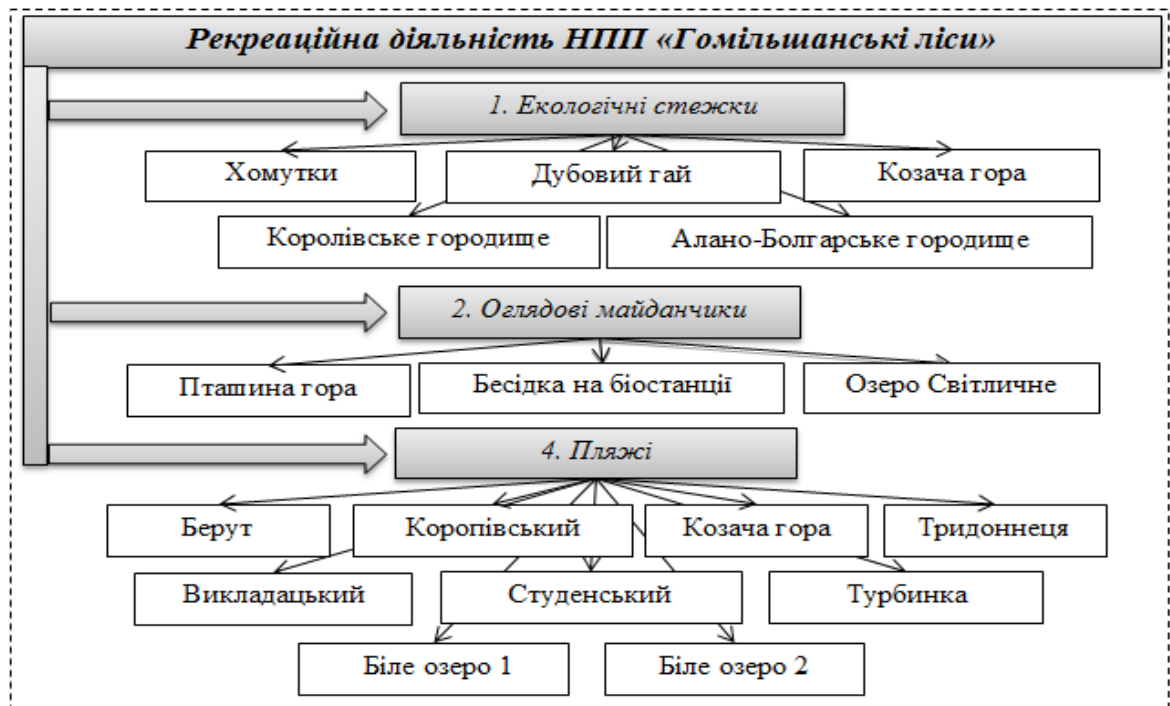 Рекреаційна діяльність НПП «Гомільшанські ліси»
1. Екологічні стежки
Хомутки
Дубовий гай
Козача гора
Королівське городище
Алано-Болгарське городище
2. Оглядові майданчики
Пташина гора
Бесідка на біостанції
Озеро Світличне
4. Пляжі
Берут
Коропівський
Козача гора
Тридоннеця
Викладацький
Студенський
Турбинка
Біле озеро 1
Біле озеро 2